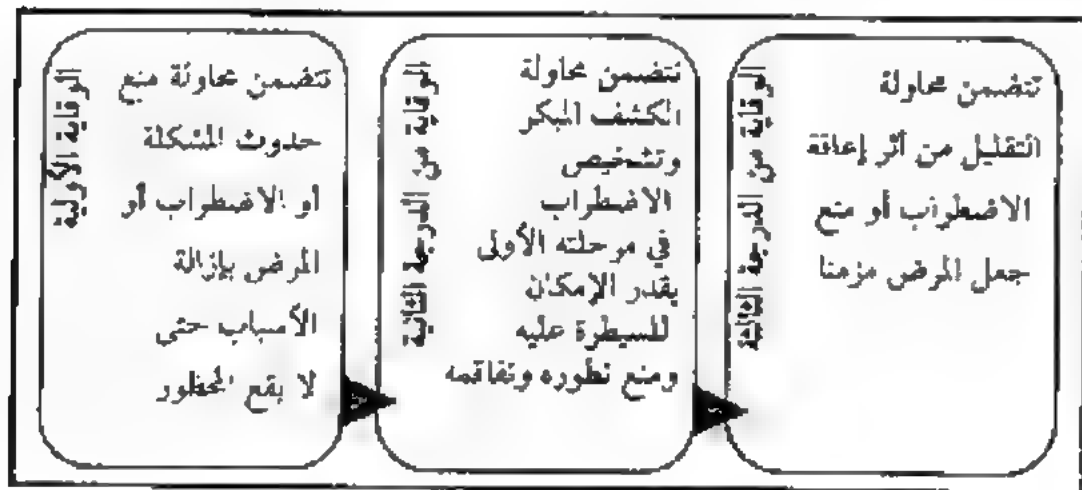 الوقاية الأولية
تتضمن محاولة منع
حدوث المشكلة
أو الاضطراب أو
المرض بإزالة
الأسباب حتى
لا يقع المحظور
الوقاية من الدرجة الثانية
تتضمن محاولة
الكشف المبكر
وتشخيص
الاضطراب
في مرحلته الأولى
بقدر الإمكان
للسيطرة عليه
ومنع تطوره وتفاقمه
الوقاية من الدرجة الثالثة
تتضمن محاولة
التقليل من أثر إعاقة
الاضطراب أو منع
جعل المرض مزمنا